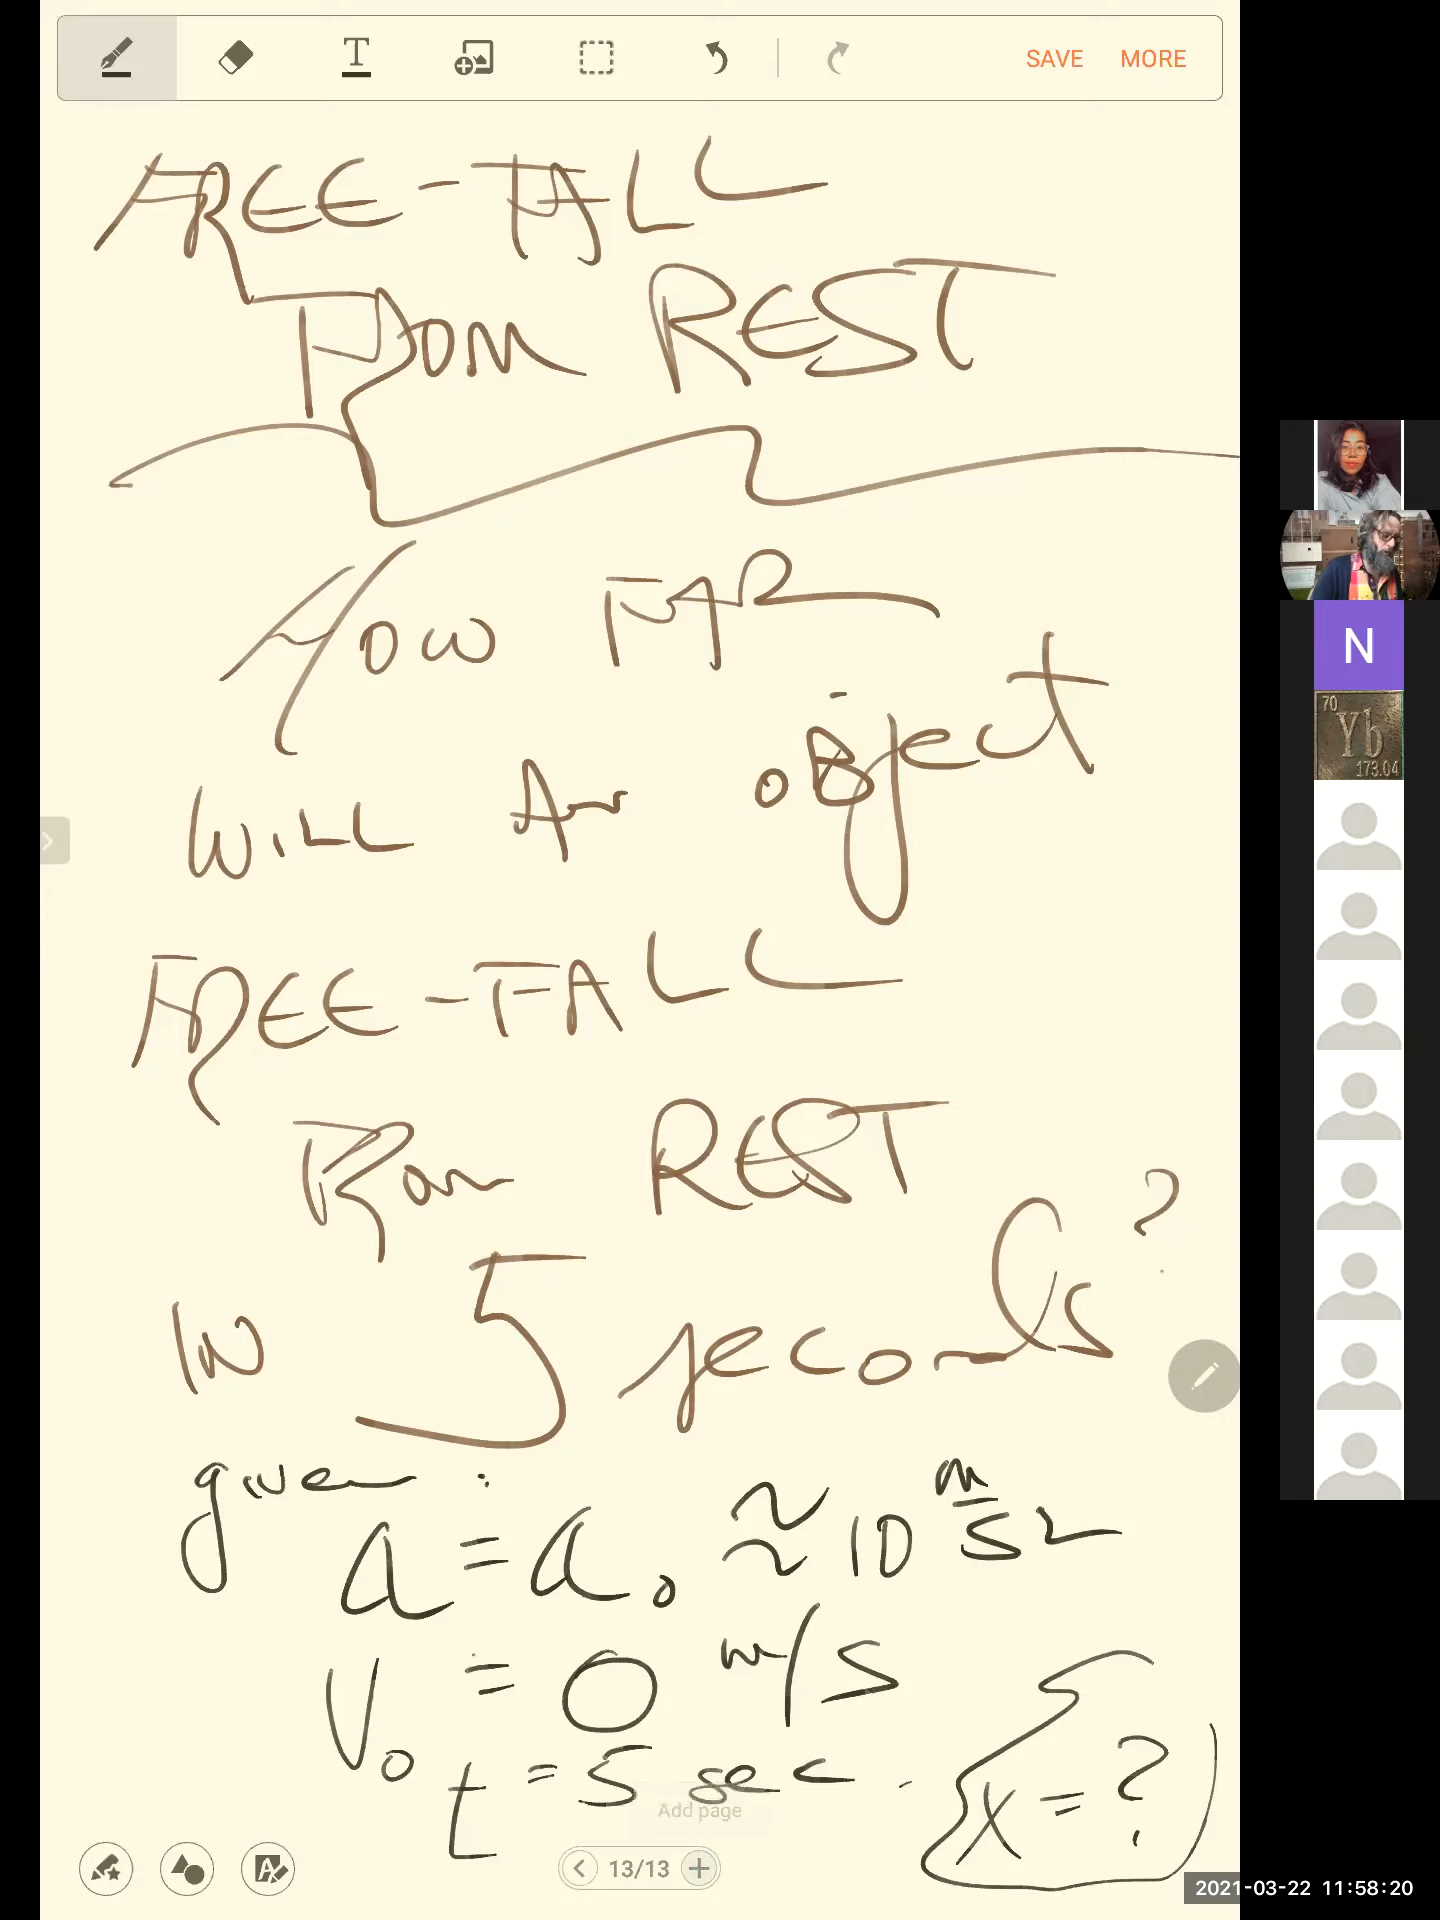 SAVE MORE
FREE-FALL
FROM REST
HOW FAR
WILL An OBject
FREE-FALL
FROm REST
IN 5 seconds?
given:
a = a₀ ≈ 10 m/s²
V₀ = 0 m/s
t = 5 sec.
x = ?
Add page
13/13
N
70
Yb
173.04
2021-03-22 11:58:20